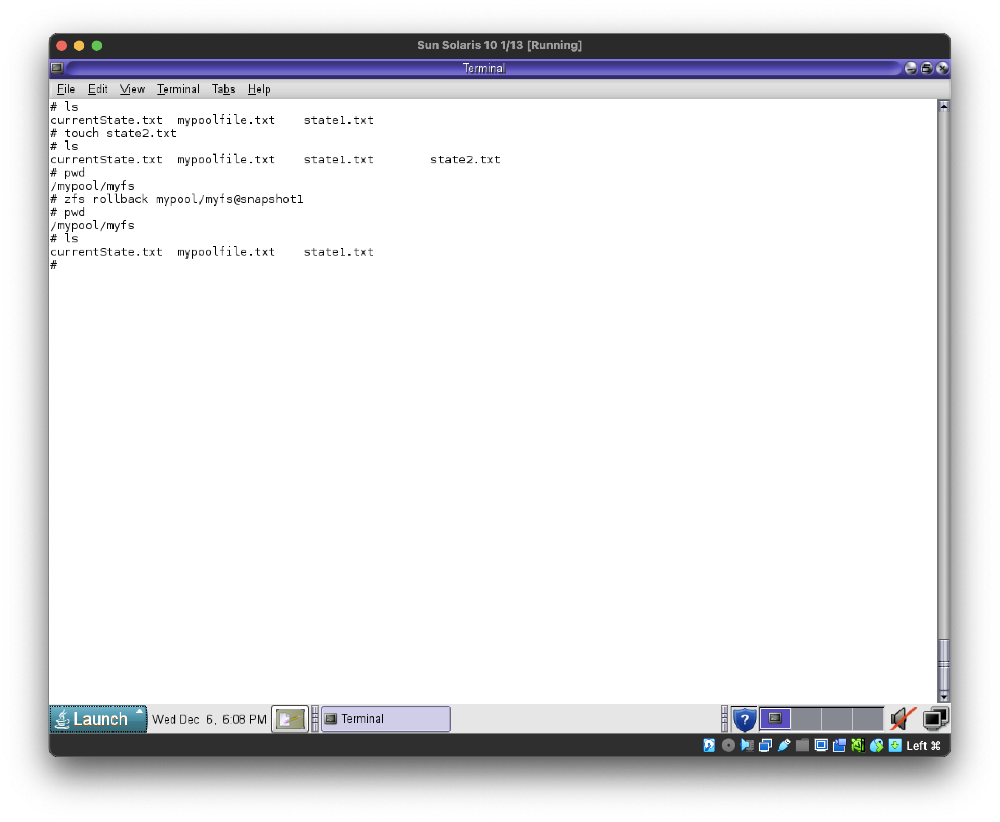 Sun Solaris 10 1/13 [Running]
Terminal
File Edit View Terminal Tabs Help
# ls
currentState.txt  mypoolfile.txt    state1.txt
# touch state2.txt
# ls
currentState.txt  mypoolfile.txt    state1.txt        state2.txt
# pwd
/mypool/myfs
# zfs rollback mypool/myfs@snapshot1
# pwd
/mypool/myfs
# ls
currentState.txt  mypoolfile.txt    state1.txt
#
Launch Wed Dec 6, 6:08 PM Terminal ?
Left ⌘